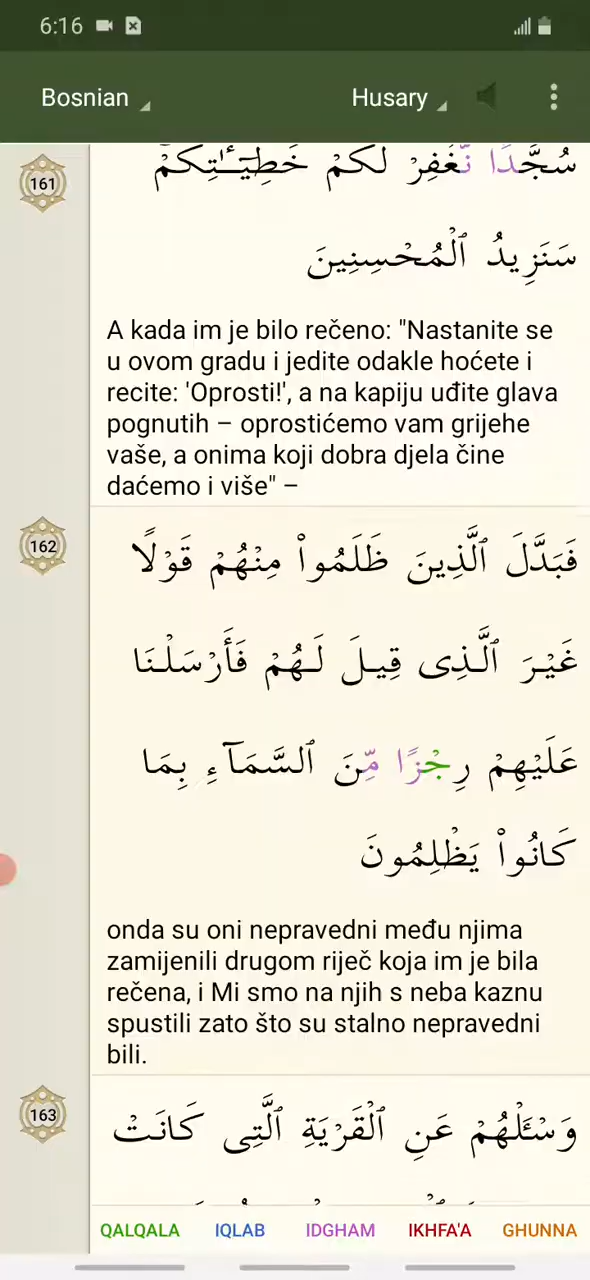 6:16
Bosnian
Husary
161
سُجَّدًا نَّغْفِرْ لَكُمْ خَطِيٓـَٔـٰتِكُمْ
سَنَزِيدُ ٱلْمُحْسِنِينَ
A kada im je bilo rečeno: "Nastanite se
u ovom gradu i jedite odakle hoćete i
recite: 'Oprosti!', a na kapiju uđite glava
pognutih – oprostićemo vam grijehe
vaše, a onima koji dobra djela čine
daćemo i više" –
162
فَبَدَّلَ ٱلَّذِينَ ظَلَمُوا۟ مِنْهُمْ قَوْلًا
غَيْرَ ٱلَّذِى قِيلَ لَهُمْ فَأَرْسَلْنَا
عَلَيْهِمْ رِجْزًا مِّنَ ٱلسَّمَآءِ بِمَا
كَانُوا۟ يَظْلِمُونَ
onda su oni nepravedni među njima
zamijenili drugom riječ koja im je bila
rečena, i Mi smo na njih s neba kaznu
spustili zato što su stalno nepravedni
bili.
163
وَسْـَٔلْهُمْ عَنِ ٱلْقَرْيَةِ ٱلَّتِى كَانَتْ
QALQALA IQLAB IDGHAM IKHFA'A GHUNNA